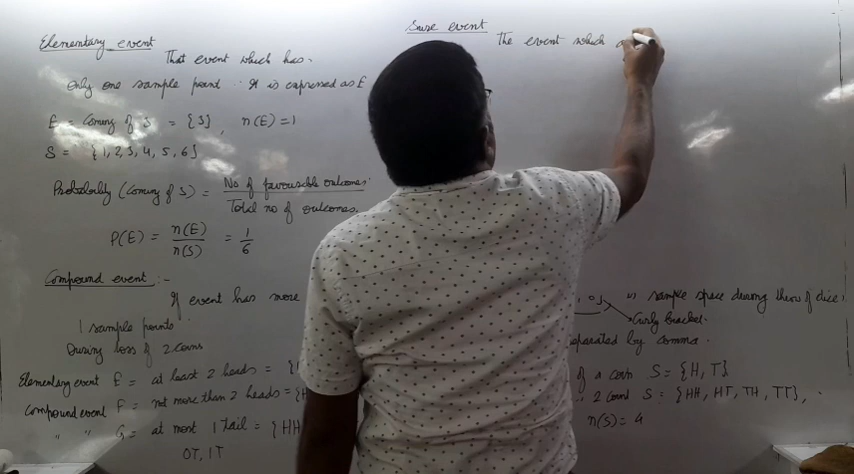 Elementary event
That event which has
Only one sample point ∴ It is expressed as E
E = Coming of 5 = {5}, n(E)=1
S = {1,2,3,4,5,6}
Probability (Coming of 5) = No of favourable outcomes / Total no of outcomes.
P(E) = n(E)/n(S) = 1/6
Compound event :-
If event has more
1 sample points
During toss of 2 coins
Elementary event E = at least 2 heads = {
Compound event F = not more than 2 heads = {H
" " G = at most 1 Tail = {HH
0T, 1T
Sure event
The event which
sample space during throw of dice.
Curly bracket.
separated by comma.
of a coin S = {H, T}
2 coins S = {HH, HT, TH, TT},
n(S) = 4